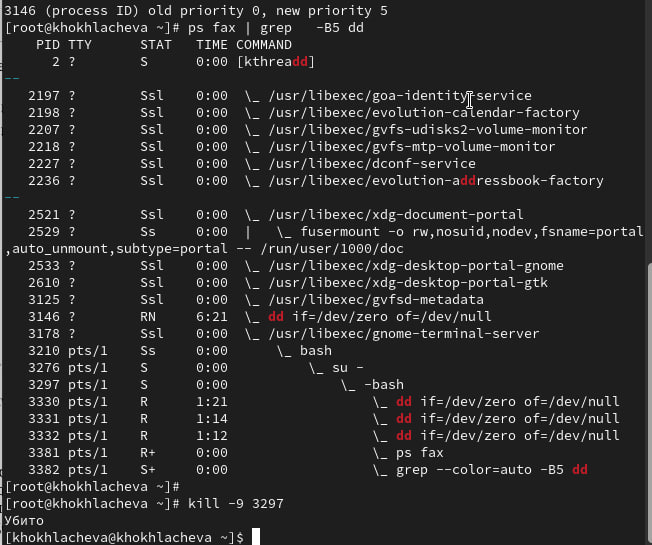 3146 (process ID) old priority 0, new priority 5
[root@khokhlacheva ~]# ps fax | grep   -B5 dd
    PID TTY      STAT   TIME COMMAND
      2 ?        S      0:00 [kthreadd]
--
   2197 ?        Ssl    0:00  \_ /usr/libexec/goa-identity-service
   2198 ?        Ssl    0:00  \_ /usr/libexec/evolution-calendar-factory
   2207 ?        Ssl    0:00  \_ /usr/libexec/gvfs-udisks2-volume-monitor
   2218 ?        Ssl    0:00  \_ /usr/libexec/gvfs-mtp-volume-monitor
   2227 ?        Ssl    0:00  \_ /usr/libexec/dconf-service
   2236 ?        Ssl    0:00  \_ /usr/libexec/evolution-addressbook-factory
--
   2521 ?        Ssl    0:00  \_ /usr/libexec/xdg-document-portal
   2529 ?        Ss     0:00  |   \_ fusermount -o rw,nosuid,nodev,fsname=portal
,auto_unmount,subtype=portal -- /run/user/1000/doc
   2533 ?        Ssl    0:00  \_ /usr/libexec/xdg-desktop-portal-gnome
   2610 ?        Ssl    0:00  \_ /usr/libexec/xdg-desktop-portal-gtk
   3125 ?        Ssl    0:00  \_ /usr/libexec/gvfsd-metadata
   3146 ?        RN     6:21  \_ dd if=/dev/zero of=/dev/null
   3178 ?        Ssl    0:00  \_ /usr/libexec/gnome-terminal-server
   3210 pts/1    Ss     0:00      \_ bash
   3276 pts/1    S      0:00          \_ su -
   3297 pts/1    S      0:00              \_ -bash
   3330 pts/1    R      1:21                  \_ dd if=/dev/zero of=/dev/null
   3331 pts/1    R      1:14                  \_ dd if=/dev/zero of=/dev/null
   3332 pts/1    R      1:12                  \_ dd if=/dev/zero of=/dev/null
   3381 pts/1    R+     0:00                  \_ ps fax
   3382 pts/1    S+     0:00                  \_ grep --color=auto -B5 dd
[root@khokhlacheva ~]#
[root@khokhlacheva ~]# kill -9 3297
Убито
[khokhlacheva@khokhlacheva ~]$